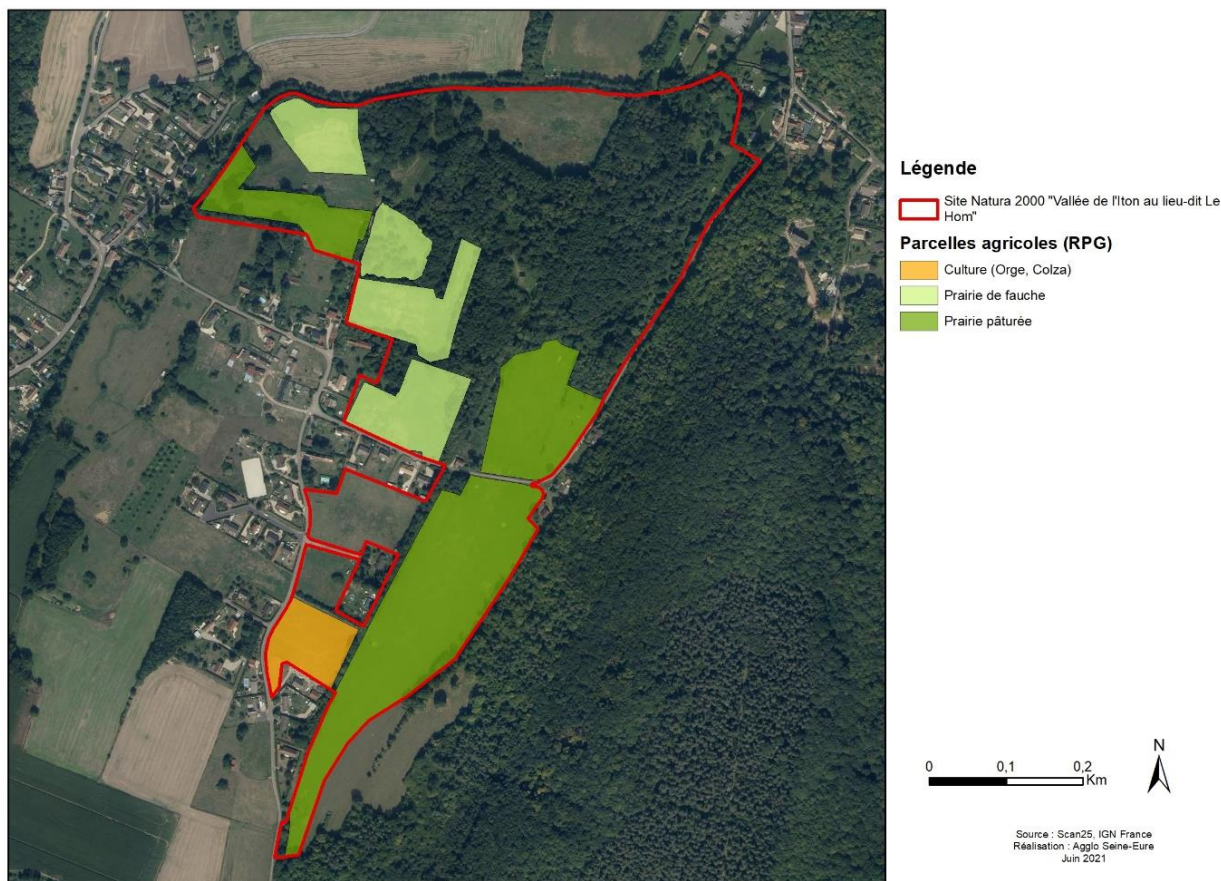 Légende
Site Natura 2000 "Vallée de l'Iton au lieu-dit Le
Hom"
Parcelles agricoles (RPG)
Culture (Orge, Colza)
Prairie de fauche
Prairie pâturée
N
0 0,1 0,2
Km
Source : Scan25, IGN France
Réalisation : Agglo Seine-Eure
Juin 2021